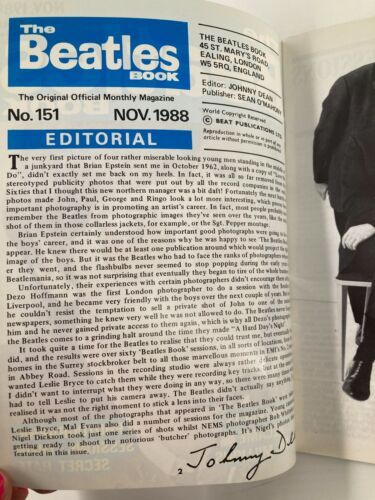 The
Beatles
BOOK
THE BEATLES BOOK
45 ST. MARY'S ROAD,
EALING, LONDON
W5 5RQ, ENGLAND
Editor: JOHNNY DEAN
Publisher: SEAN O'MAHONY
The Original Official Monthly Magazine
No. 151 NOV. 1988
World Copyright Reserved
© BEAT PUBLICATIONS LTD.
No article or picture may be reproduced
without permission
EDITORIAL
The very first picture of four rather miserable looking young men standing in the middle
a junkyard that Brian Epstein sent me in October 1962, along with a copy of "Love
Do", didn't exactly set me back on my heels. In fact, it was all so far removed from
stereotyped publicity photos that were put out by all the record companies in the
Sixties that I thought this new northern manager was a bit daft! Fortunately the next
photos made John, Paul, George and Ringo look a lot more interesting, which
important photography is in promoting an artist's career. In fact, most people probably
remember the Beatles from photographic images they've seen over the years, like the
shot of them in those collarless jackets, for example, or the Sgt. Pepper montage.
Brian Epstein certainly understood from the beginning how important good pictures were
the boys' career, and it was one of the reasons why he was happy to see 'The Beatles
appear. He knew there would be at least one publication around which would project the
image of the boys. But it was the Beatles who had to face the ranks of photographers
er they went, and the flashbulbs never seemed to stop popping during the early
Beatlemania, so it was not surprising that eventually they began to tire of the whole
Unfortunately, their experiences with certain photographers didn't encourage them
Dezo Hoffmann was the first London photographer to do a session with the
Liverpool, and he became very friendly with the boys over the next couple of years
he couldn't resist the temptation to sell a private shot of John to one of the
newspapers, something he knew very well he was not allowed to do. The Beatles never
him and he never gained private access to them again, which is why all Dezo's
the Beatles comes to a grinding halt around the time they made "A Hard Day's Night".
It took quite a time for the Beatles to realise that they could trust me, but eventually
did, and the results were over sixty 'Beatles Book' sessions, in all sorts of locations,
homes in the Surrey stockbroker belt to all those marvellous moments in EMI's
in Abbey Road. Sessions in the recording studio were always rather
wanted Leslie Bryce to catch them while they were recording key tracks. But at the
I didn't want to interrupt what they were doing in any way, so there were
had to tell Leslie to put his camera away. The Beatles didn't actually say anything,
realised it was not the right moment to stick a lens into their faces.
Although most of the photographs that appeared in 'The Beatles Book' were
Leslie Bryce, Mal Evans also did a number of sessions for the magazine. Young
Nigel Dickson took just one series whilst NEMS photographer Bob Whitaker
getting ready to shoot the notorious 'butcher' photographs. It's Nigel's photos
featured in this issue.
Johnny
2